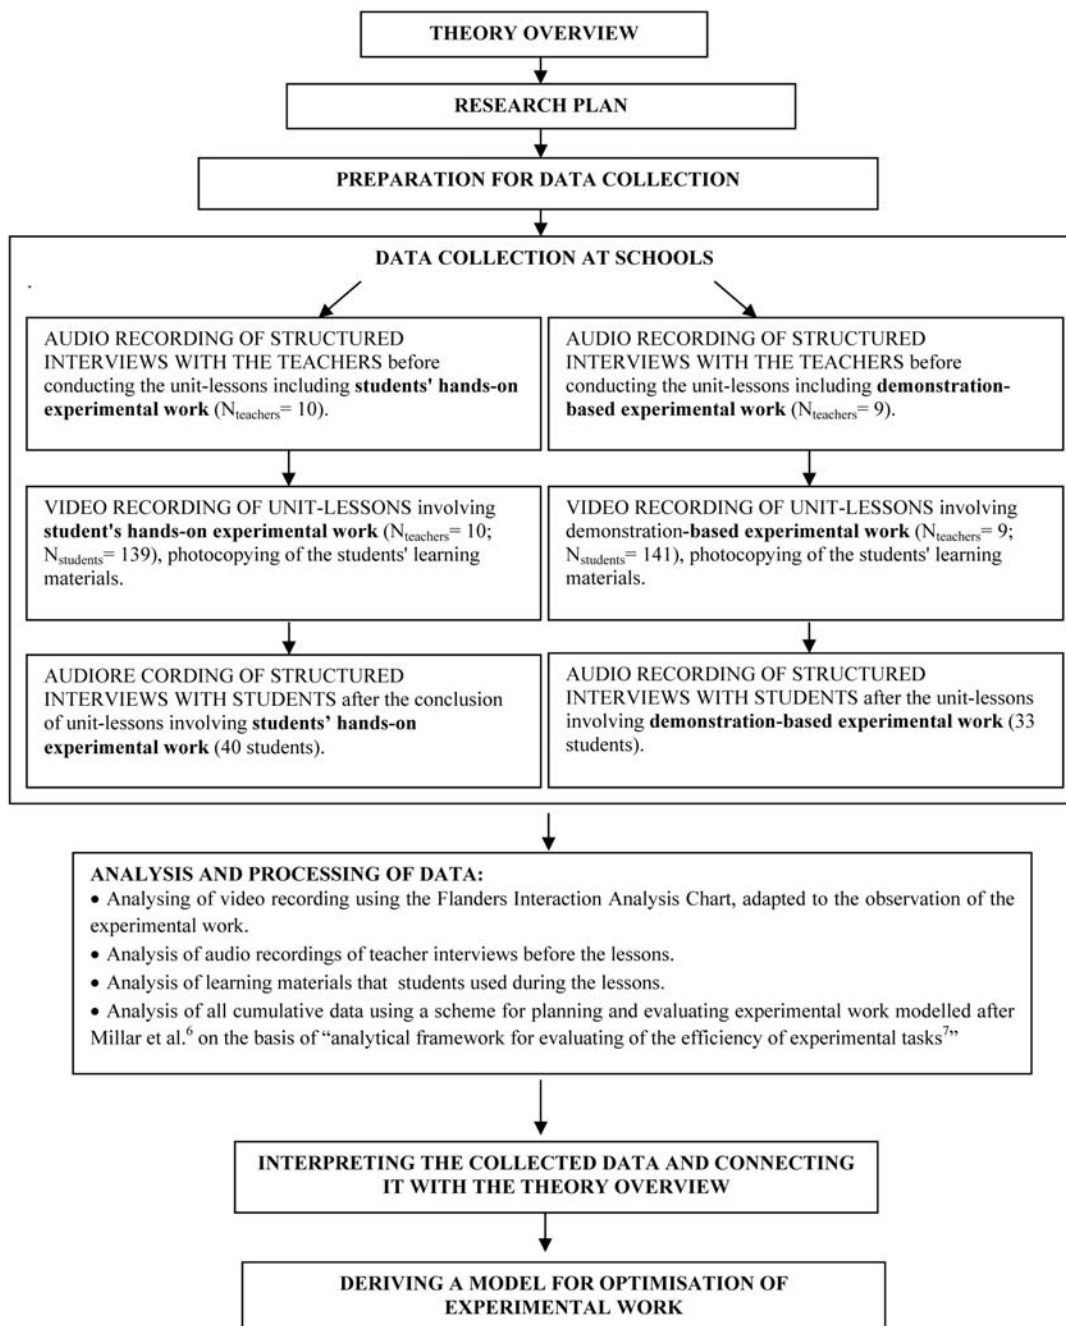 THEORY OVERVIEW
RESEARCH PLAN
PREPARATION FOR DATA COLLECTION
DATA COLLECTION AT SCHOOLS
.
AUDIO RECORDING OF STRUCTURED
INTERVIEWS WITH THE TEACHERS before
conducting the unit-lessons including students' hands-on
experimental work (Nteachers= 10).
AUDIO RECORDING OF STRUCTURED
INTERVIEWS WITH THE TEACHERS before
conducting the unit-lessons including demonstration-
based experimental work (Nteachers= 9).
VIDEO RECORDING OF UNIT-LESSONS involving
student's hands-on experimental work (Nteachers= 10;
Nstudents= 139), photocopying of the students' learning
materials.
VIDEO RECORDING OF UNIT-LESSONS involving
demonstration-based experimental work (Nteachers= 9;
Nstudents= 141), photocopying of the students' learning
materials.
AUDIORE CORDING OF STRUCTURED
INTERVIEWS WITH STUDENTS after the conclusion
of unit-lessons involving students’ hands-on
experimental work (40 students).
AUDIO RECORDING OF STRUCTURED
INTERVIEWS WITH STUDENTS after the unit-lessons
involving demonstration-based experimental work (33
students).
ANALYSIS AND PROCESSING OF DATA:
• Analysing of video recording using the Flanders Interaction Analysis Chart, adapted to the observation of the
experimental work.
• Analysis of audio recordings of teacher interviews before the lessons.
• Analysis of learning materials that students used during the lessons.
• Analysis of all cumulative data using a scheme for planning and evaluating experimental work modelled after
Millar et al.⁶ on the basis of “analytical framework for evaluating of the efficiency of experimental tasks⁷”
INTERPRETING THE COLLECTED DATA AND CONNECTING
IT WITH THE THEORY OVERVIEW
DERIVING A MODEL FOR OPTIMISATION OF
EXPERIMENTAL WORK